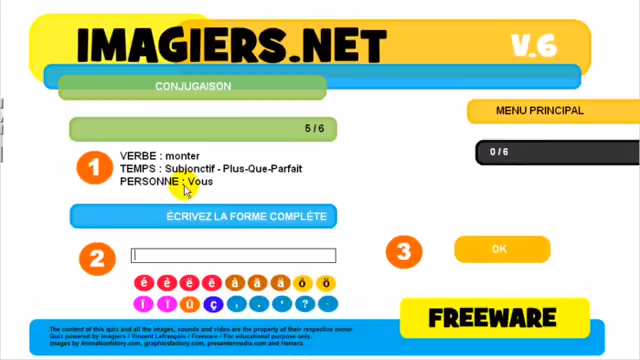 IMAGIERS.NET
V.6
CONJUGAISON
MENU PRINCIPAL
5 / 6
0 / 6
1
VERBE : monter
TEMPS : Subjonctif - Plus-Que-Parfait
PERSONNE : Vous
ÉCRIVEZ LA FORME COMPLÈTE
2
3
OK
FREEWARE
The content of this quiz and all the images, sounds and video are the property of their respective owner.
Quiz powered by Imagiers / Vincent Lefrançois / Freeware / For educational purpose only.
Images by Animationfactory.com, graphicsfactory.com, presentermedia.com and Hemera.